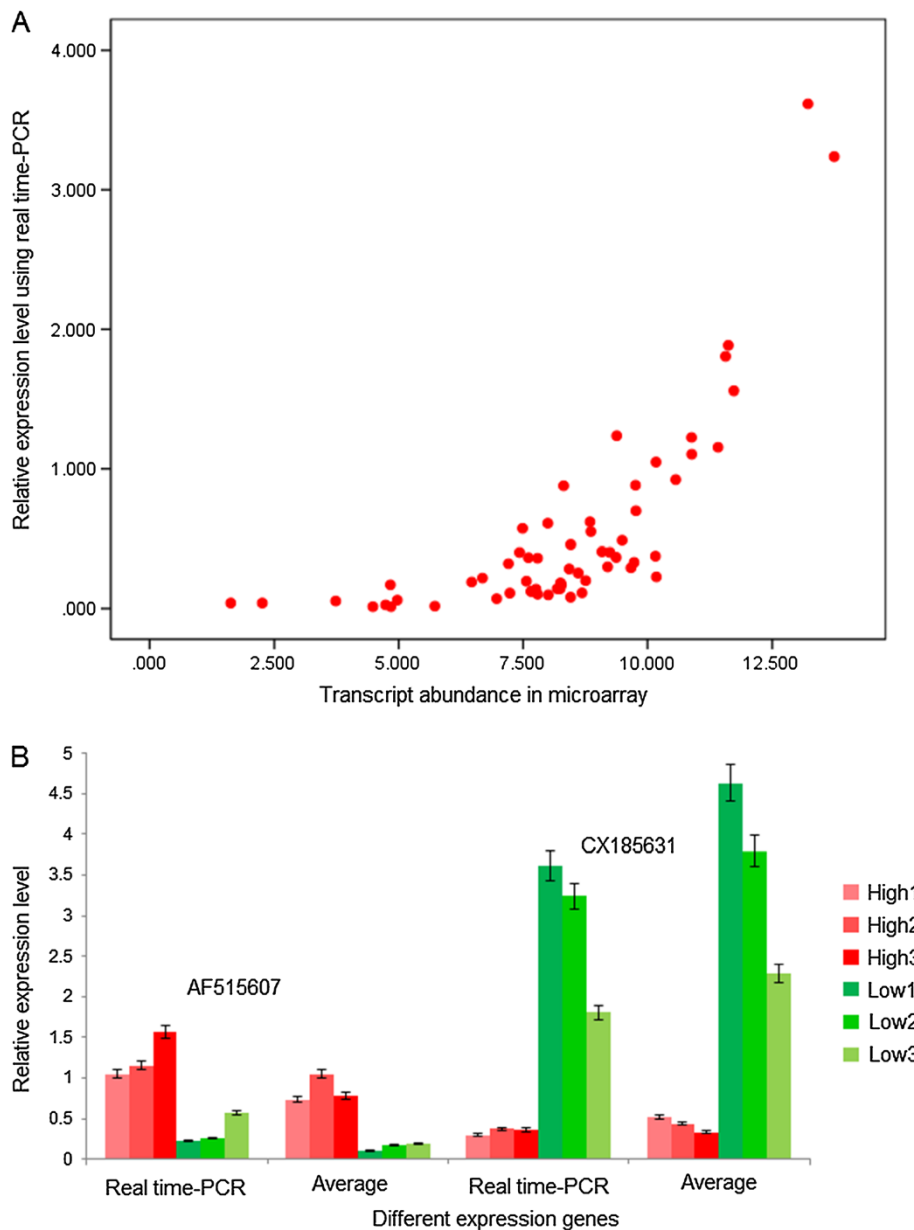 A
Relative expression level using real time-PCR
4.000
3.000
2.000
1.000
.000
.000 2.500 5.000 7.500 10.000 12.500
Transcript abundance in microarray
B
Relative expression level
5
4.5
4
3.5
3
2.5
2
1.5
1
0.5
0
AF515607
CX185631
High1
High2
High3
Low1
Low2
Low3
Real time-PCR Average Real time-PCR Average
Different expression genes